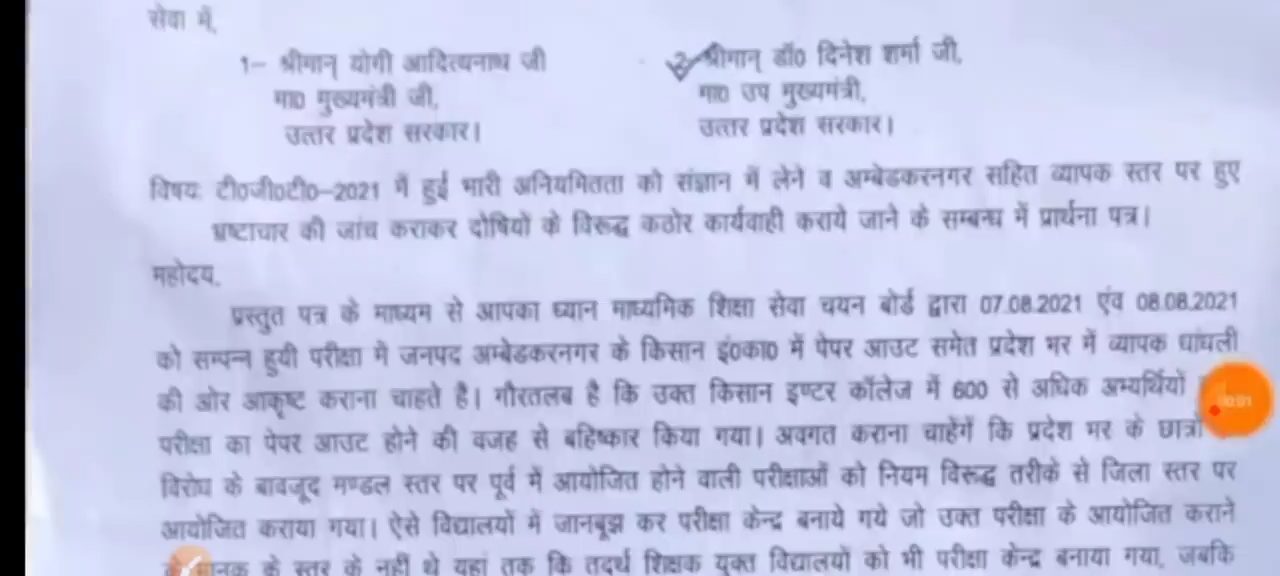 सेवा में,
1– श्रीमान् योगी आदित्यनाथ जी
मा0 मुख्यमंत्री जी,
उत्तर प्रदेश सरकार।
2 श्रीमान् डॉ0 दिनेश शर्मा जी,
मा0 उप मुख्यमंत्री,
उत्तर प्रदेश सरकार।
विषय: टी0जी0टी0–2021 में हुई भारी अनियमितता को संज्ञान में लेने व अम्बेडकरनगर सहित व्यापक स्तर पर हुए
भ्रष्टाचार की जांच कराकर दोषियों के विरूद्ध कठोर कार्यवाही कराये जाने के सम्बन्ध में प्रार्थना पत्र।
महोदय,
प्रस्तुत पत्र के माध्यम से आपका ध्यान माध्यमिक शिक्षा सेवा चयन बोर्ड द्वारा 07.08.2021 एंव 08.08.2021
को सम्पन्न हुयी परीक्षा मे जनपद अम्बेडकरनगर के किसान इं0का0 में पेपर आउट समेत प्रदेश भर में व्यापक धांधली
की ओर आकृष्ट कराना चाहते है। गौरतलब है कि उक्त किसान इण्टर कॉलेज में 600 से अधिक अभ्यर्थियों
परीक्षा का पेपर आउट होने की वजह से बहिष्कार किया गया। अवगत कराना चाहेंगें कि प्रदेश भर के छात्रों
विरोध के बावजूद मण्डल स्तर पर पूर्व में आयोजित होने वाली परीक्षाओं को नियम विरूद्ध तरीके से जिला स्तर पर
आयोजित कराया गया। ऐसे विद्यालयों में जानबूझ कर परीक्षा केन्द्र बनाये गये जो उक्त परीक्षा के आयोजित कराने
के स्तर के नहीं थे यहां तक कि तदर्थ शिक्षक युक्त विद्यालयों को भी परीक्षा केन्द्र बनाया गया, जबकि